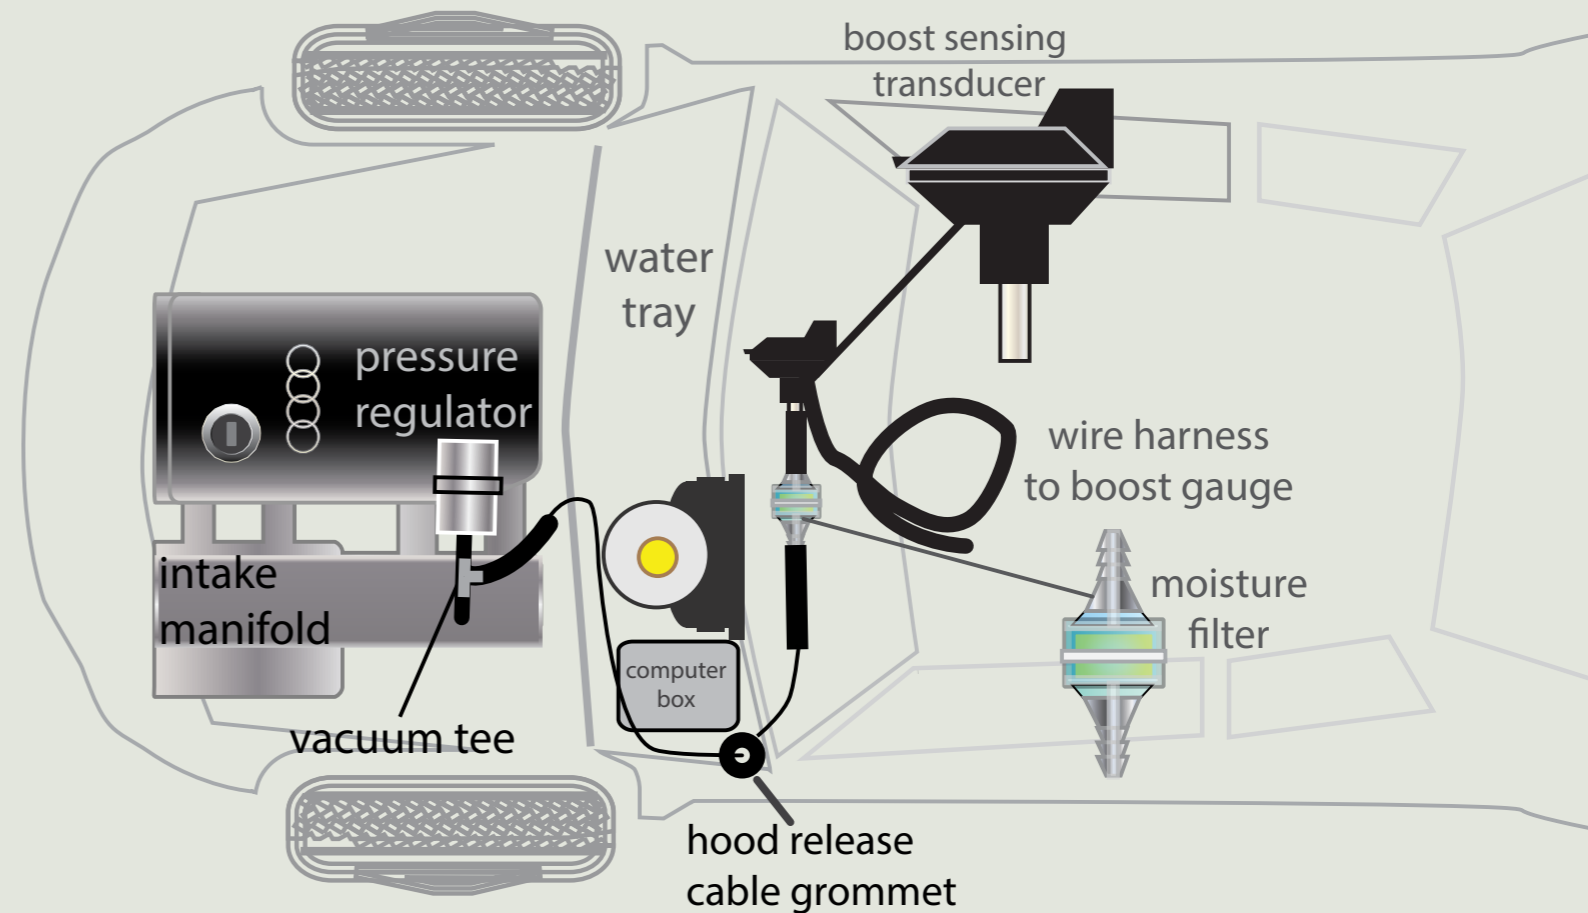 boost sensing
transducer
water
tray
pressure
regulator
wire harness
to boost gauge
intake
manifold
moisture
filter
computer
box
vacuum tee
hood release
cable grommet